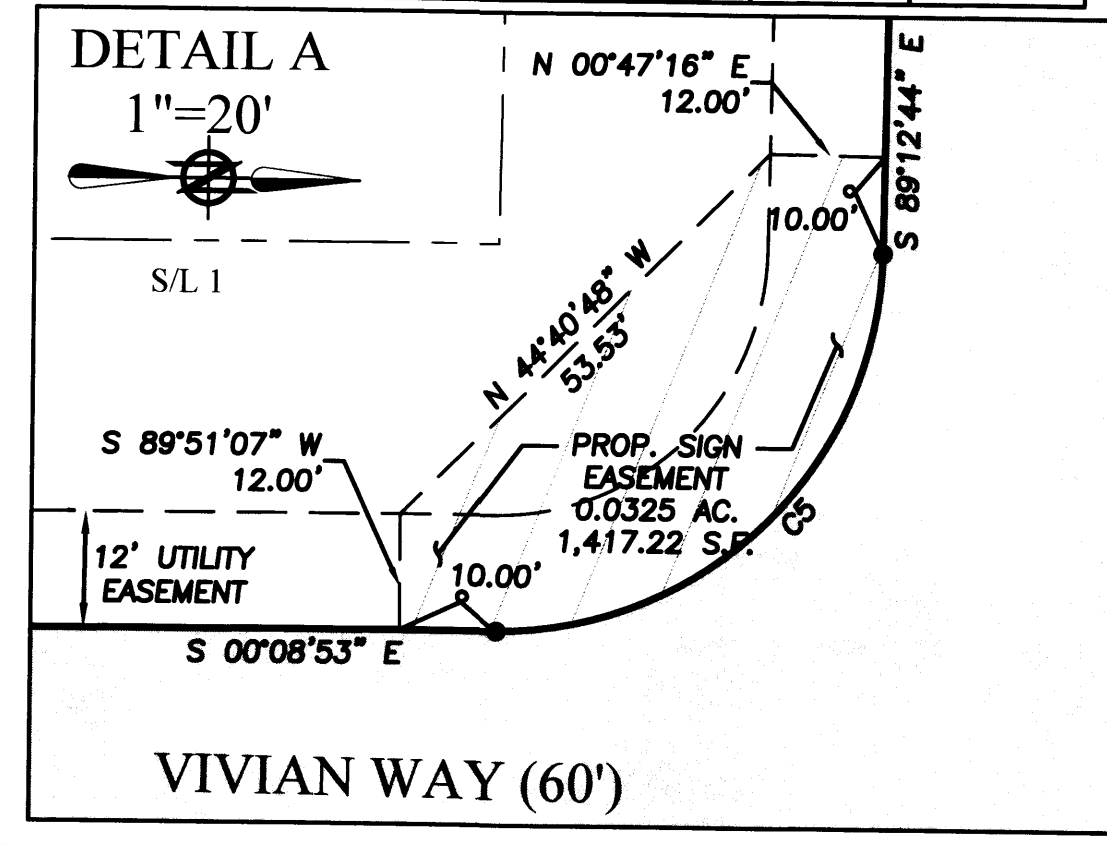 DETAIL A
1"=20'
S/L 1
N 00°47'16" E
12.00'
S 89°12'44" E
10.00'
N 44°40'48" W
53.53'
S 89°51'07" W
12.00'
PROP. SIGN
EASEMENT
0.0325 AC.
1,417.22 S.F.
C5
12' UTILITY
EASEMENT
10.00'
S 00°08'53" E
VIVIAN WAY (60')